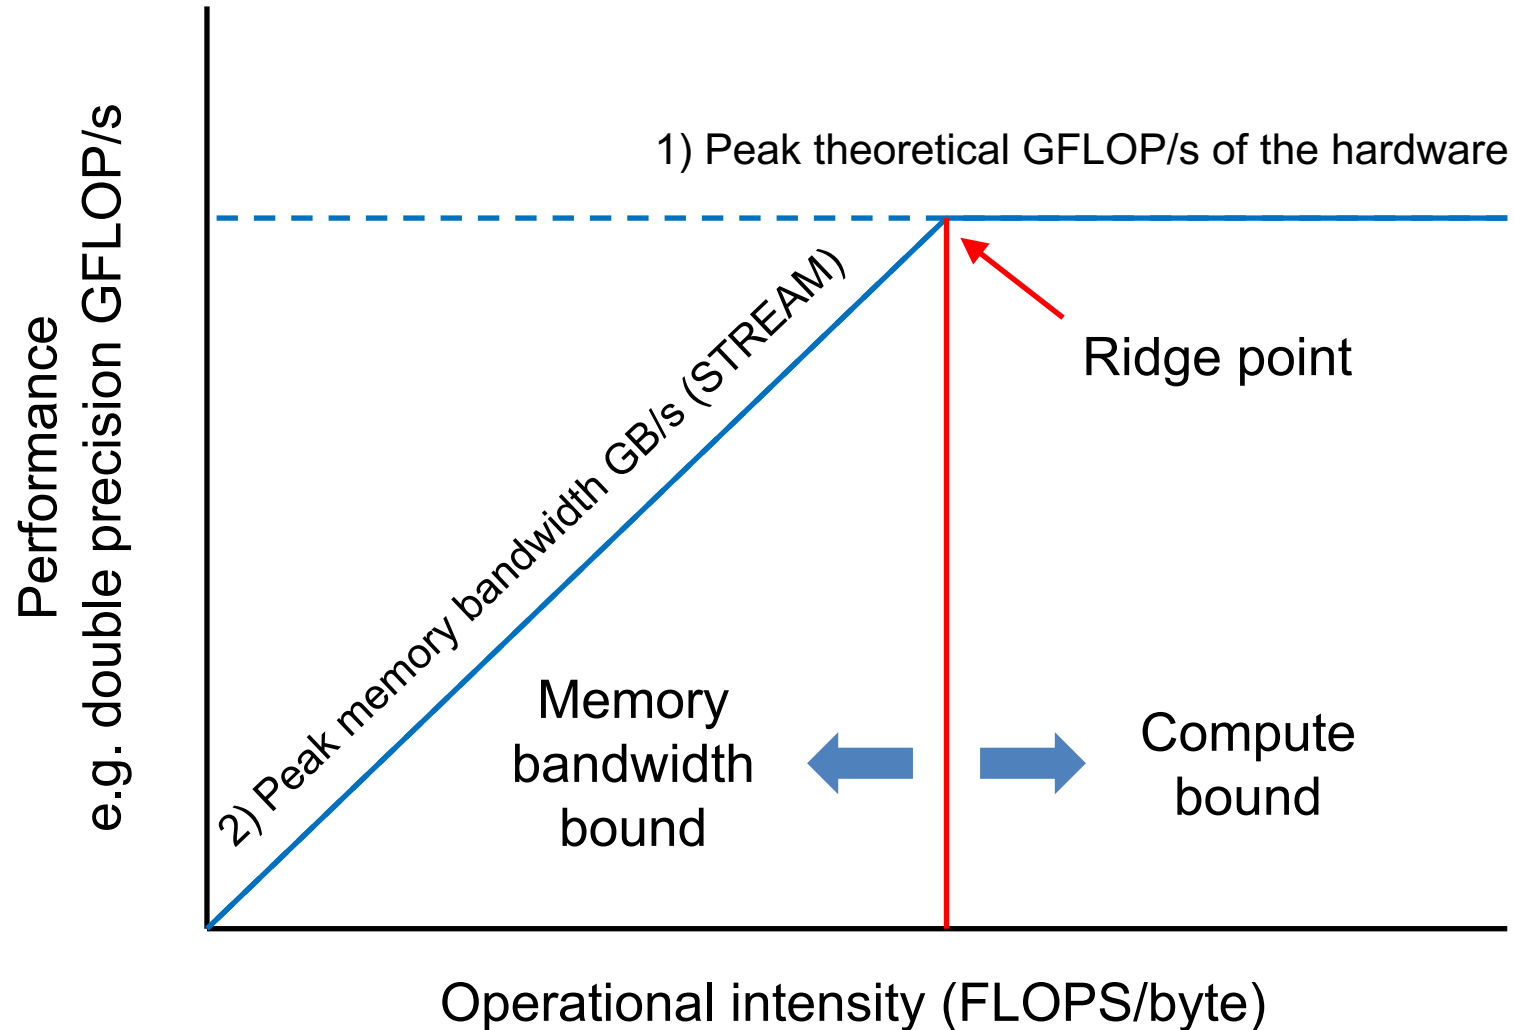 Performance
e.g. double precision GFLOP/s
1) Peak theoretical GFLOP/s of the hardware
2) Peak memory bandwidth GB/s (STREAM)
Ridge point
Memory
bandwidth
bound
Compute
bound
Operational intensity (FLOPS/byte)